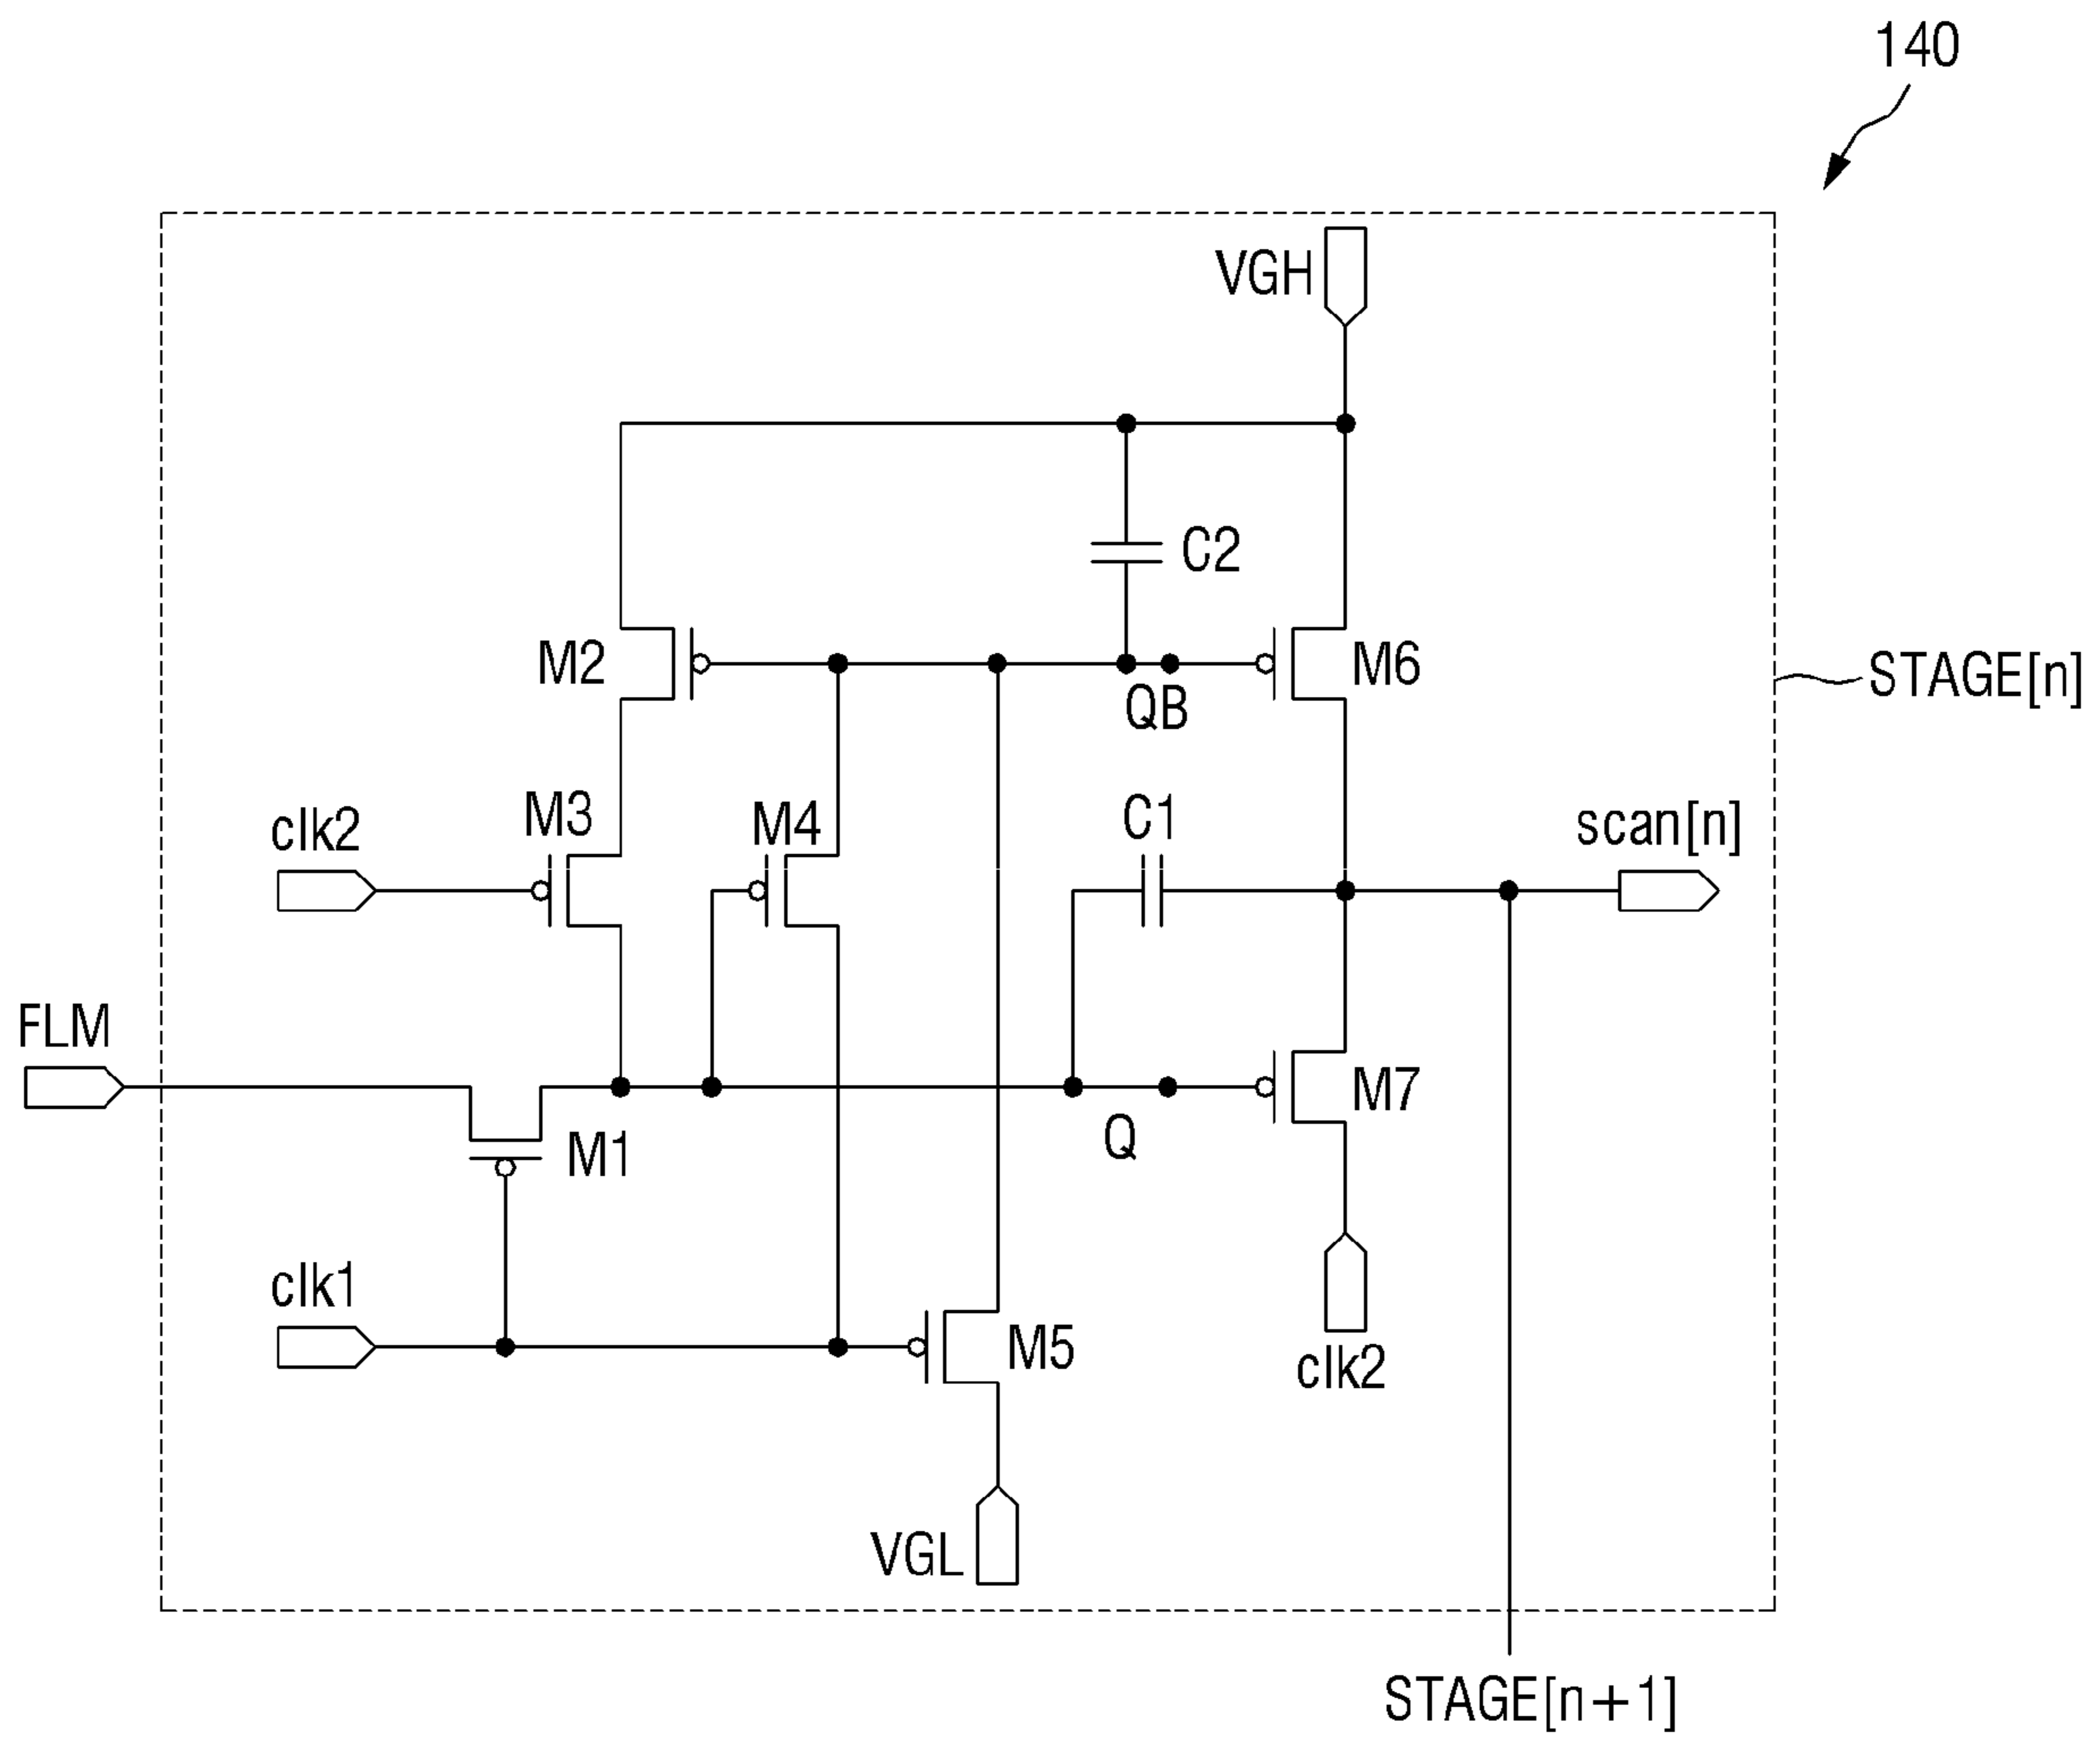 140
VGH
C2
M2
M6
QB
STAGE[n]
M3
M4
C1
clk2
scan[n]
FLM
M7
Q
M1
clk1
M5
clk2
VGL
STAGE[n+1]